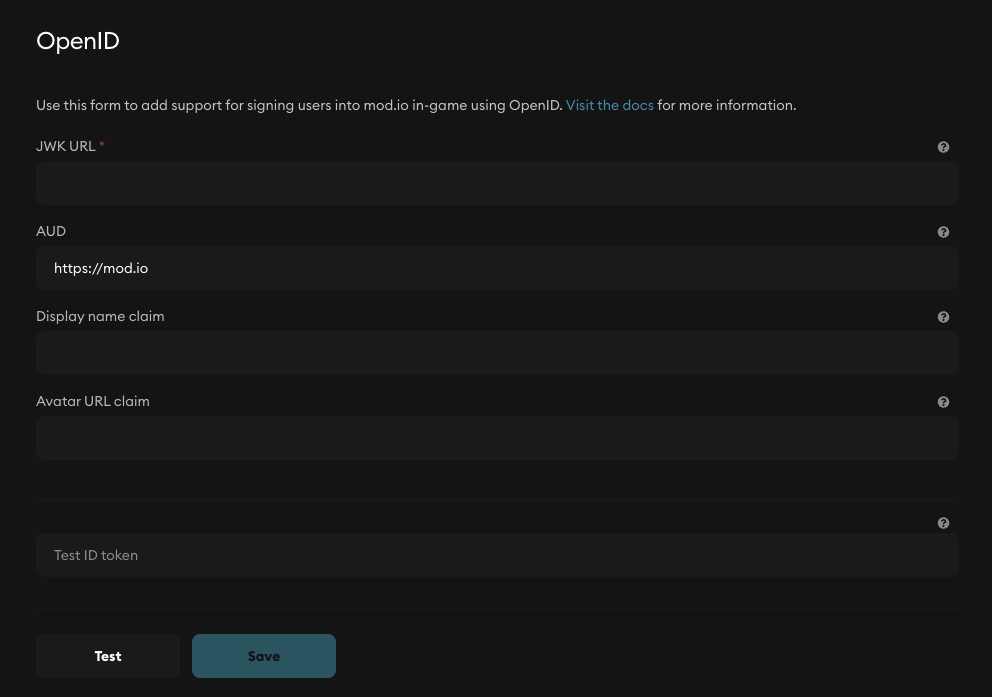 OpenID
Use this form to add support for signing users into mod.io in-game using OpenID. Visit the docs for more information.
JWK URL *
AUD
https://mod.io
Display name claim
Avatar URL claim
Test ID token
Test
Save